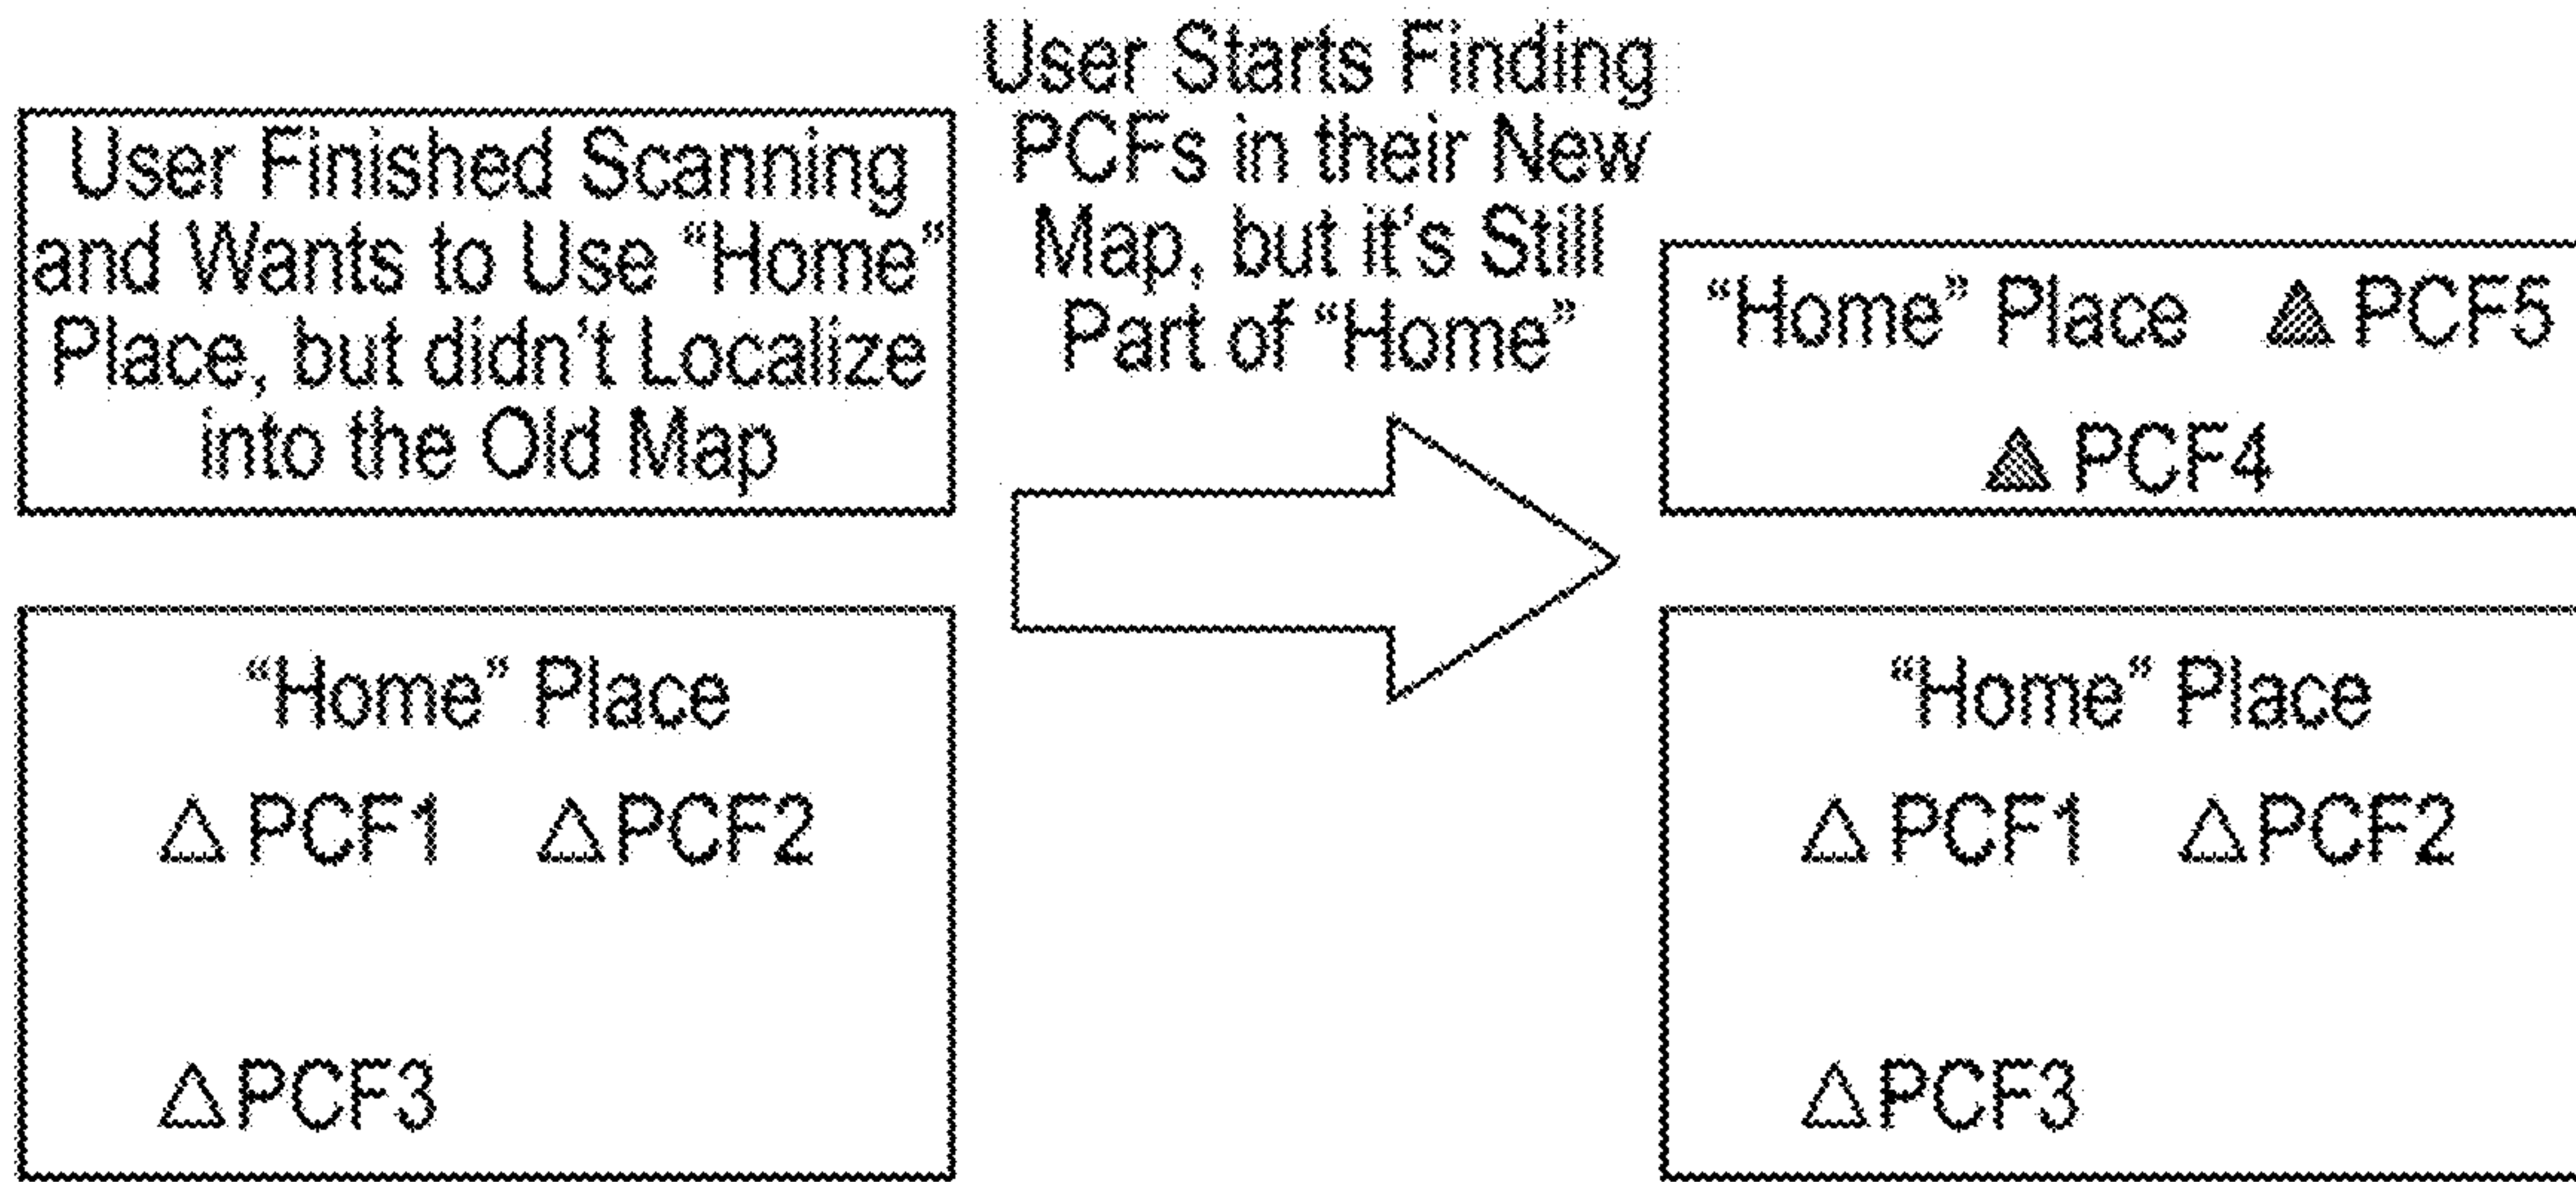 User Finished Scanning
and Wants to Use “Home”
Place, but didn't Localize
into the Old Map
“Home” Place
PCF1 PCF2
PCF3
User Starts Finding
PCFs in their New
Map, but it's Still
Part of “Home”
“Home” Place PCF5
PCF4
“Home” Place
PCF1 PCF2
PCF3